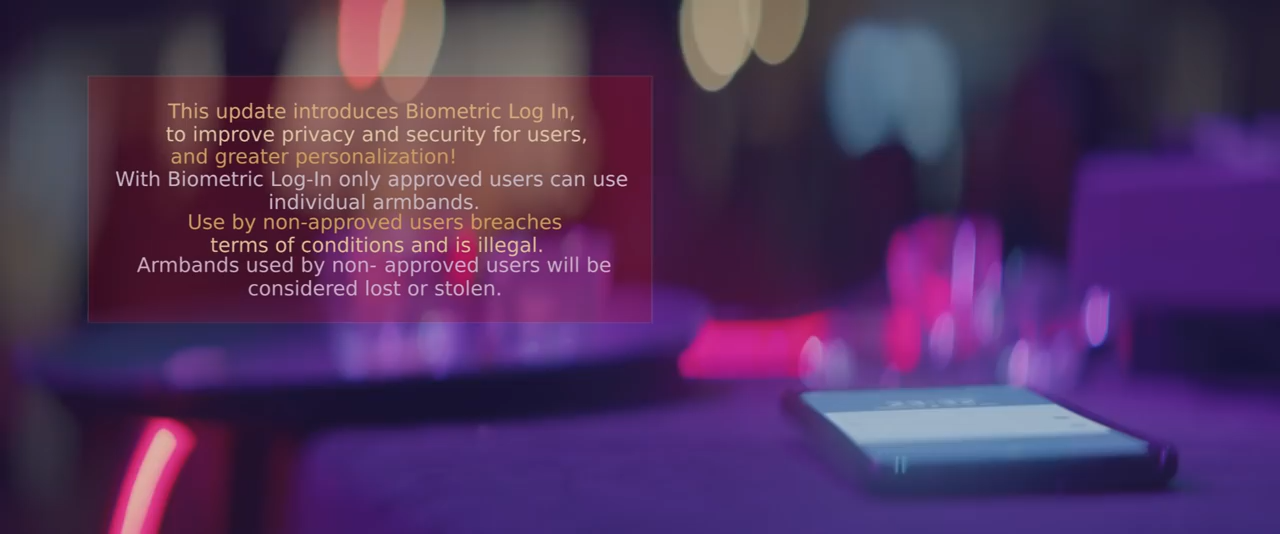 This update introduces Biometric Log In,
to improve privacy and security for users,
and greater personalization!
With Biometric Log-In only approved users can use
individual armbands.
Use by non-approved users breaches
terms of conditions and is illegal.
Armbands used by non- approved users will be
considered lost or stolen.